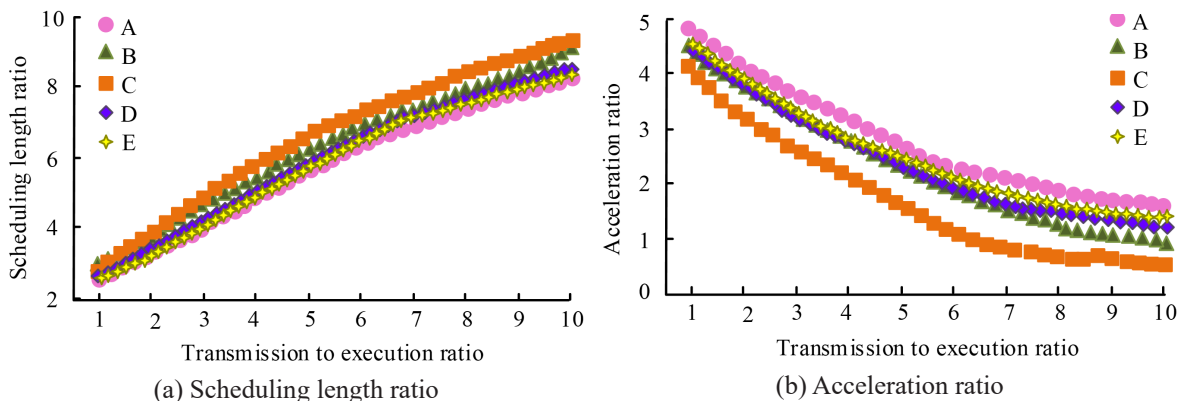 Scheduling length ratio
10
8
6
4
2
A
B
C
D
E
1 2 3 4 5 6 7 8 9 10
Transmission to execution ratio
(a) Scheduling length ratio
Acceleration ratio
5
4
3
2
1
0
A
B
C
D
E
1 2 3 4 5 6 7 8 9 10
Transmission to execution ratio
(b) Acceleration ratio